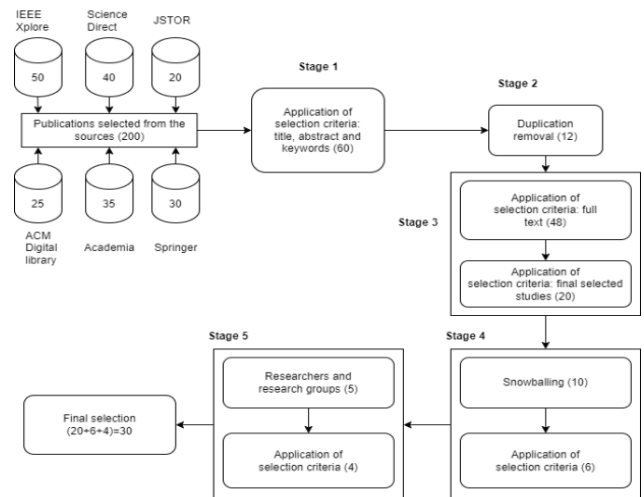 IEEE
Xplore
Science
Direct
JSTOR
50
40
20
Publications selected from the
sources (200)
25
35
30
ACM
Digital
library
Academia
Springer
Stage 1
Application of
selection criteria:
title, abstract and
keywords (60)
Stage 2
Duplication
removal (12)
Stage 3
Application of
selection criteria: full
text (48)
Application of
selection criteria: final selected
studies (20)
Stage 4
Snowballing (10)
Application of
selection criteria (6)
Stage 5
Researchers and
research groups (5)
Application of
selection criteria (4)
Final selection
(20+6+4)=30